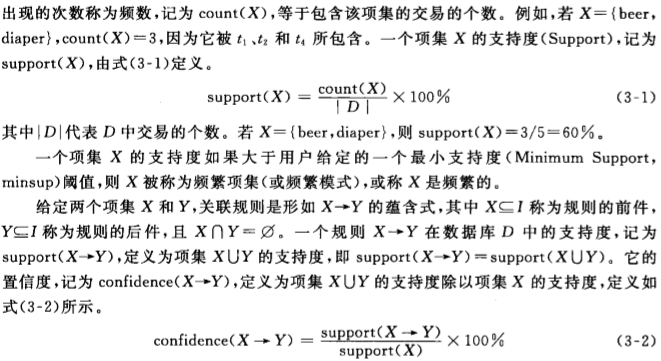 出现的次数称为频数,记为 count(X),等于包含该项集的交易的个数。例如,若 X={beer,
diaper},count(X)=3,因为它被 t₁、t₂ 和 t₄ 所包含。一个项集 X 的支持度(Support),记为
support(X),由式(3-1)定义。
support(X) = count(X)/|D| × 100% (3-1)
其中|D|代表 D 中交易的个数。若 X={beer,diaper},则 support(X)=3/5=60%。
一个项集 X 的支持度如果大于用户给定的一个最小支持度(Minimum Support,
minsup)阈值,则 X 被称为频繁项集(或频繁模式),或称 X 是频繁的。
给定两个项集 X 和 Y,关联规则是形如 X→Y 的蕴含式,其中 X⊆I 称为规则的前件,
Y⊆I 称为规则的后件,且 X∩Y=∅。一个规则 X→Y 在数据库 D 中的支持度,记为
support(X→Y),定义为项集 X∪Y 的支持度,即 support(X→Y)=support(X∪Y)。它的
置信度,记为 confidence(X→Y),定义为项集 X∪Y 的支持度除以项集 X 的支持度,定义如
式(3-2)所示。
confidence(X → Y) = support(X → Y)/support(X) × 100% (3-2)